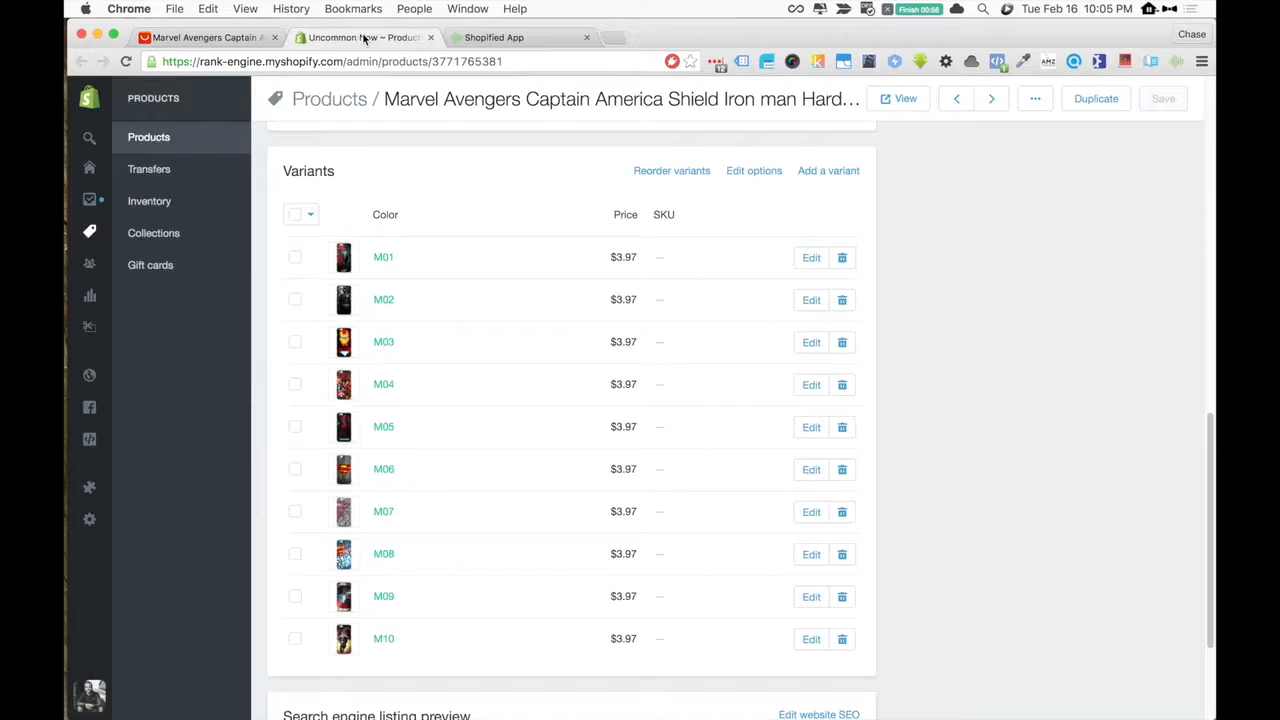 Chrome File Edit View History Bookmarks People Window Help
Finish 00:56
Tue Feb 16 10:05 PM
Marvel Avengers Captain A
Uncommon Now ~ Product
Shopified App
Chase
https://rank-engine.myshopify.com/admin/products/3771765381
12
AMZ
1
PRODUCTS
Products / Marvel Avengers Captain America Shield Iron man Hard...
View
Duplicate
Save
Products
Transfers
Inventory
Collections
Gift cards
Variants
Reorder variants
Edit options
Add a variant
Color Price SKU
M01 $3.97 — Edit
M02 $3.97 — Edit
M03 $3.97 — Edit
M04 $3.97 — Edit
M05 $3.97 — Edit
M06 $3.97 — Edit
M07 $3.97 — Edit
M08 $3.97 — Edit
M09 $3.97 — Edit
M10 $3.97 — Edit
Search engine listing preview
Edit website SEO